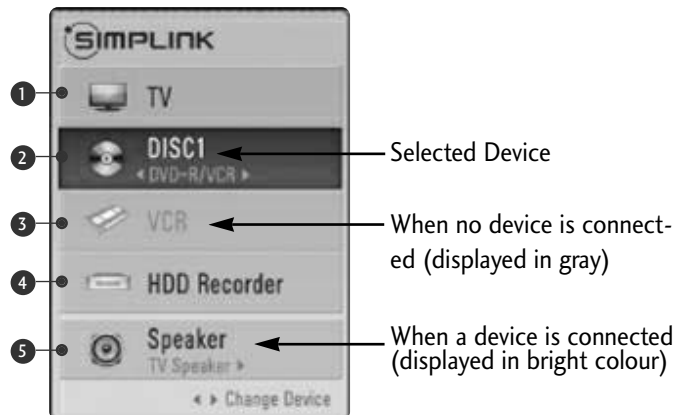 SIMPLINK
1 TV
2 DISC1
◄ DVD-R/VCR ►
Selected Device
3 VCR
When no device is connect-
ed (displayed in gray)
4 HDD Recorder
5 Speaker
TV Speaker ►
When a device is connected
(displayed in bright colour)
◄ ► Change Device